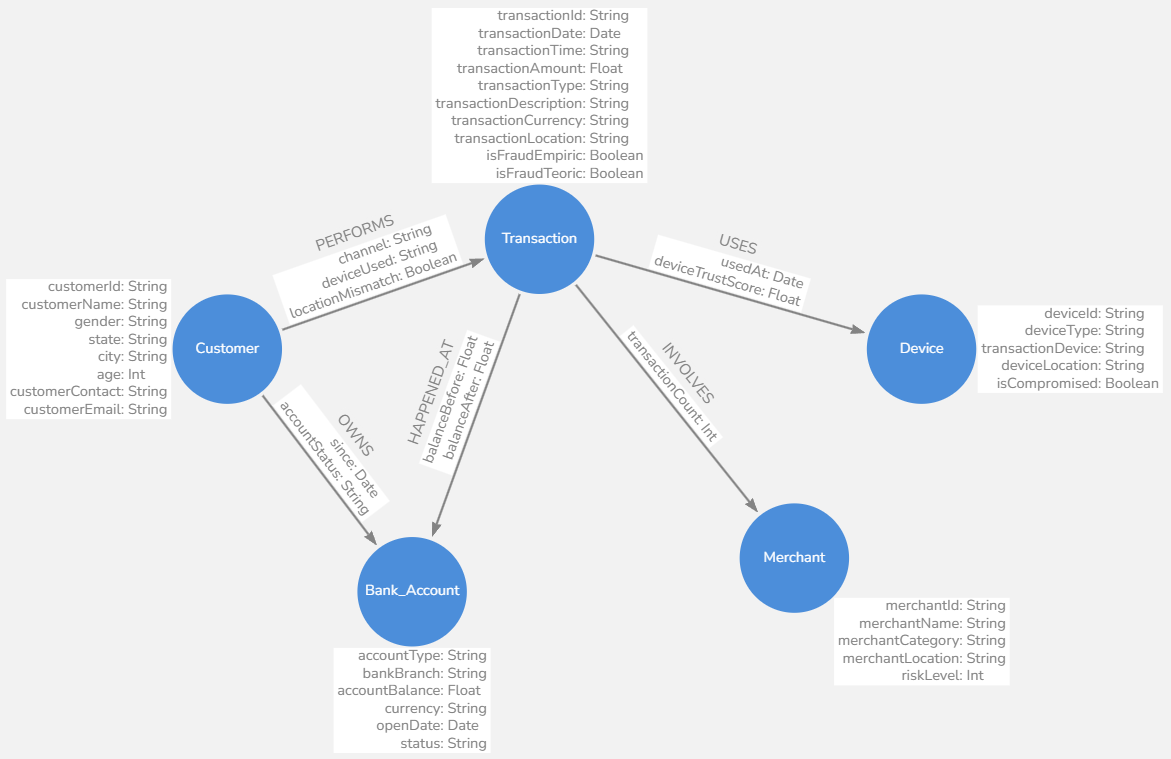 transactionId: String
transactionDate: Date
transactionTime: String
transactionAmount: Float
transactionType: String
transactionDescription: String
transactionCurrency: String
transactionLocation: String
isFraudEmpiric: Boolean
isFraudTeoric: Boolean
Transaction
PERFORMS
channel: String
deviceUsed: String
locationMismatch: Boolean
USES
usedAt: Date
deviceTrustScore: Float
customerId: String
customerName: String
gender: String
state: String
city: String
age: Int
customerContact: String
customerEmail: String
Customer
Device
deviceId: String
deviceType: String
transactionDevice: String
deviceLocation: String
isCompromised: Boolean
OWNS
since: Date
accountStatus: String
HAPPENED_AT
balanceBefore: Float
balanceAfter: Float
INVOLVES
transactionCount: Int
Bank_Account
accountType: String
bankBranch: String
accountBalance: Float
currency: String
openDate: Date
status: String
Merchant
merchantId: String
merchantName: String
merchantCategory: String
merchantLocation: String
riskLevel: Int